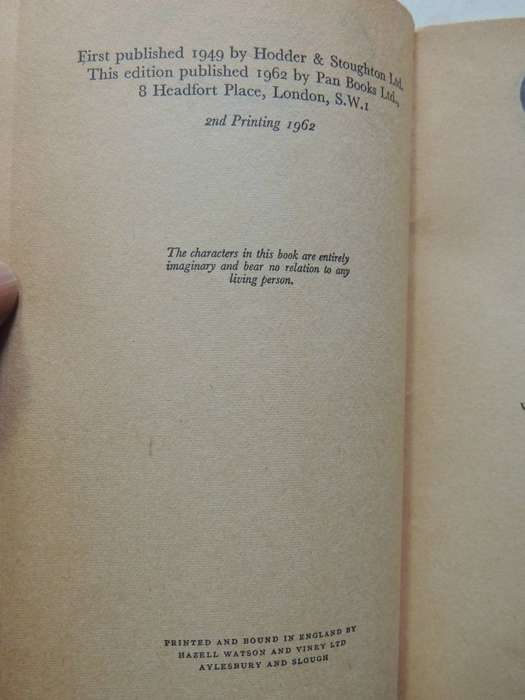 First published 1949 by Hodder & Stoughton Ltd.
This edition published 1962 by Pan Books Ltd.,
8 Headfort Place, London, S.W.1
2nd Printing 1962
The characters in this book are entirely
imaginary and bear no relation to any
living person.
PRINTED AND BOUND IN ENGLAND BY
HAZELL WATSON AND VINEY LTD
AYLESBURY AND SLOUGH